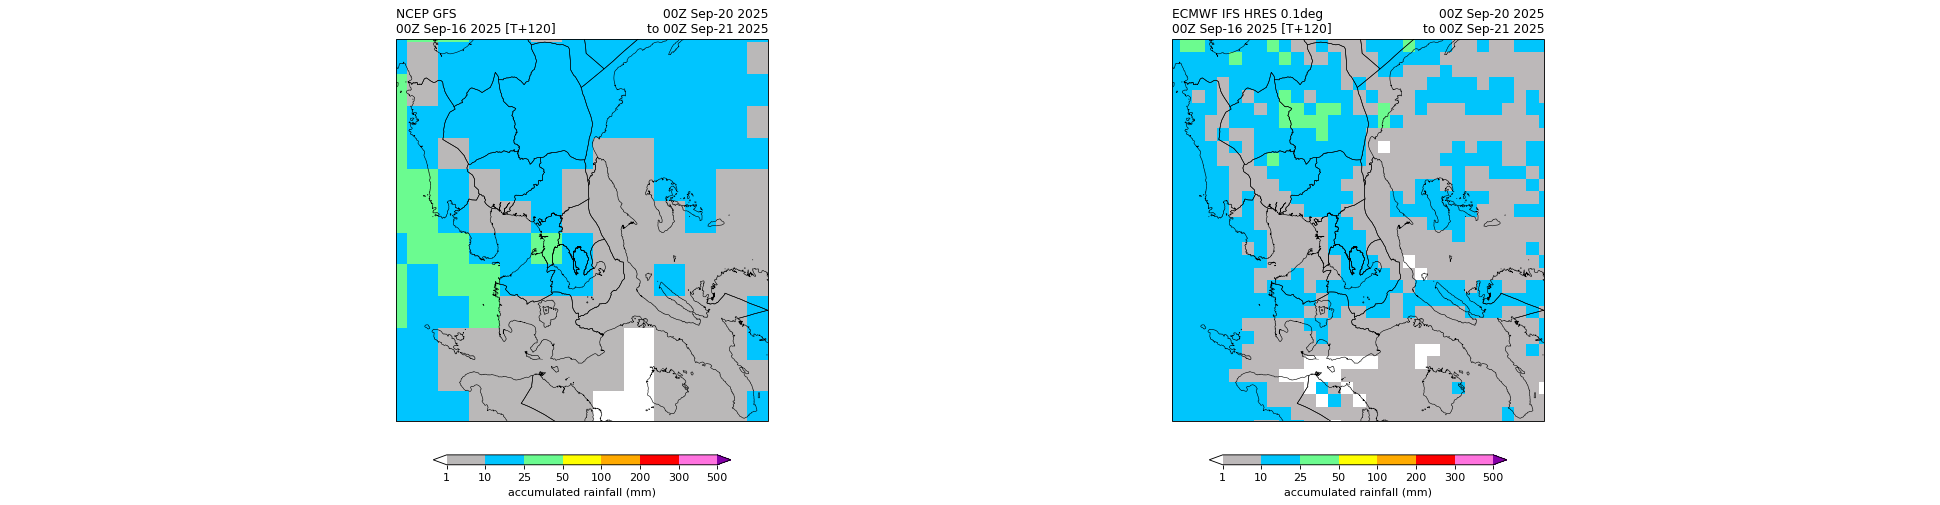 NCEP GFS 00Z Sep-20 2025
00Z Sep-16 2025 [T+120] to 00Z Sep-21 2025
1 10 25 50 100 200 300 500
accumulated rainfall (mm)
ECMWF IFS HRES 0.1deg 00Z Sep-20 2025
00Z Sep-16 2025 [T+120] to 00Z Sep-21 2025
1 10 25 50 100 200 300 500
accumulated rainfall (mm)